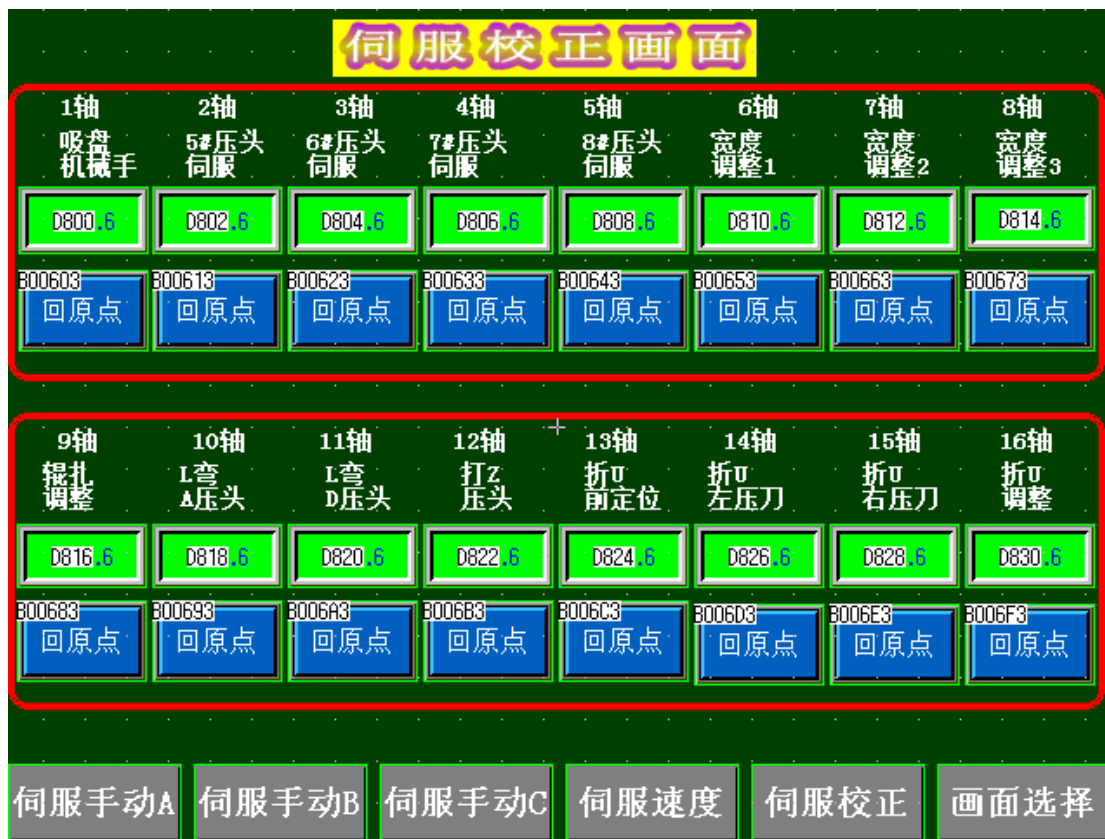 伺服校正画面
1轴 2轴 3轴 4轴 5轴 6轴 7轴 8轴
吸盘 5#压头 6#压头 7#压头 8#压头 宽度 宽度 宽度
机械手 伺服 伺服 伺服 伺服 调整1 调整2 调整3
D800.6 D802.6 D804.6 D806.6 D808.6 D810.6 D812.6 D814.6
B00603 B00613 B00623 B00633 B00643 B00653 B00663 B00673
回原点 回原点 回原点 回原点 回原点 回原点 回原点 回原点
9轴 10轴 11轴 12轴 13轴 14轴 15轴 16轴
辊扎 L弯 L弯 打Z 折U 折U 折U 折U
调整 A压头 D压头 压头 前定位 左压刀 右压刀 调整
D816.6 D818.6 D820.6 D822.6 D824.6 D826.6 D828.6 D830.6
B00683 B00693 B006A3 B006B3 B006C3 B006D3 B006E3 B006F3
回原点 回原点 回原点 回原点 回原点 回原点 回原点 回原点
伺服手动A 伺服手动B 伺服手动C 伺服速度 伺服校正 画面选择